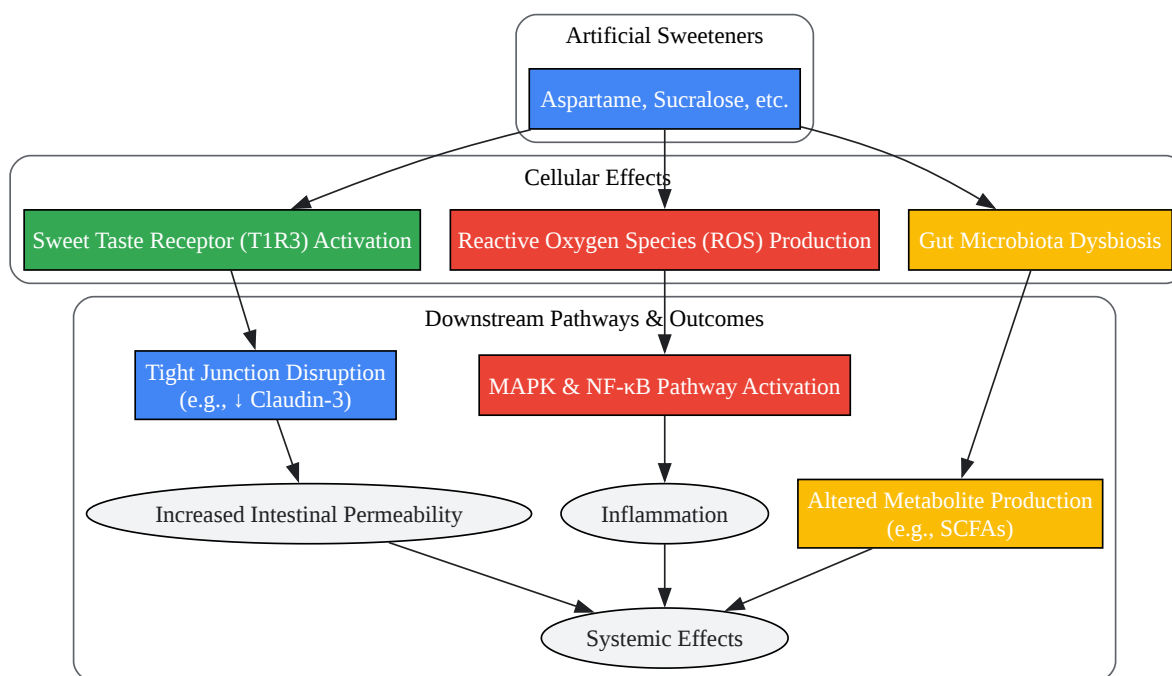 Artificial Sweeteners
Aspartame, Sucralose, etc.
Cellular Effects
Sweet Taste Receptor (T1R3) Activation
Reactive Oxygen Species (ROS) Production
Gut Microbiota Dysbiosis
Downstream Pathways & Outcomes
Tight Junction Disruption
(e.g., ↓ Claudin-3)
MAPK & NF-κB Pathway Activation
Increased Intestinal Permeability
Inflammation
Altered Metabolite Production
(e.g., SCFAs)
Systemic Effects